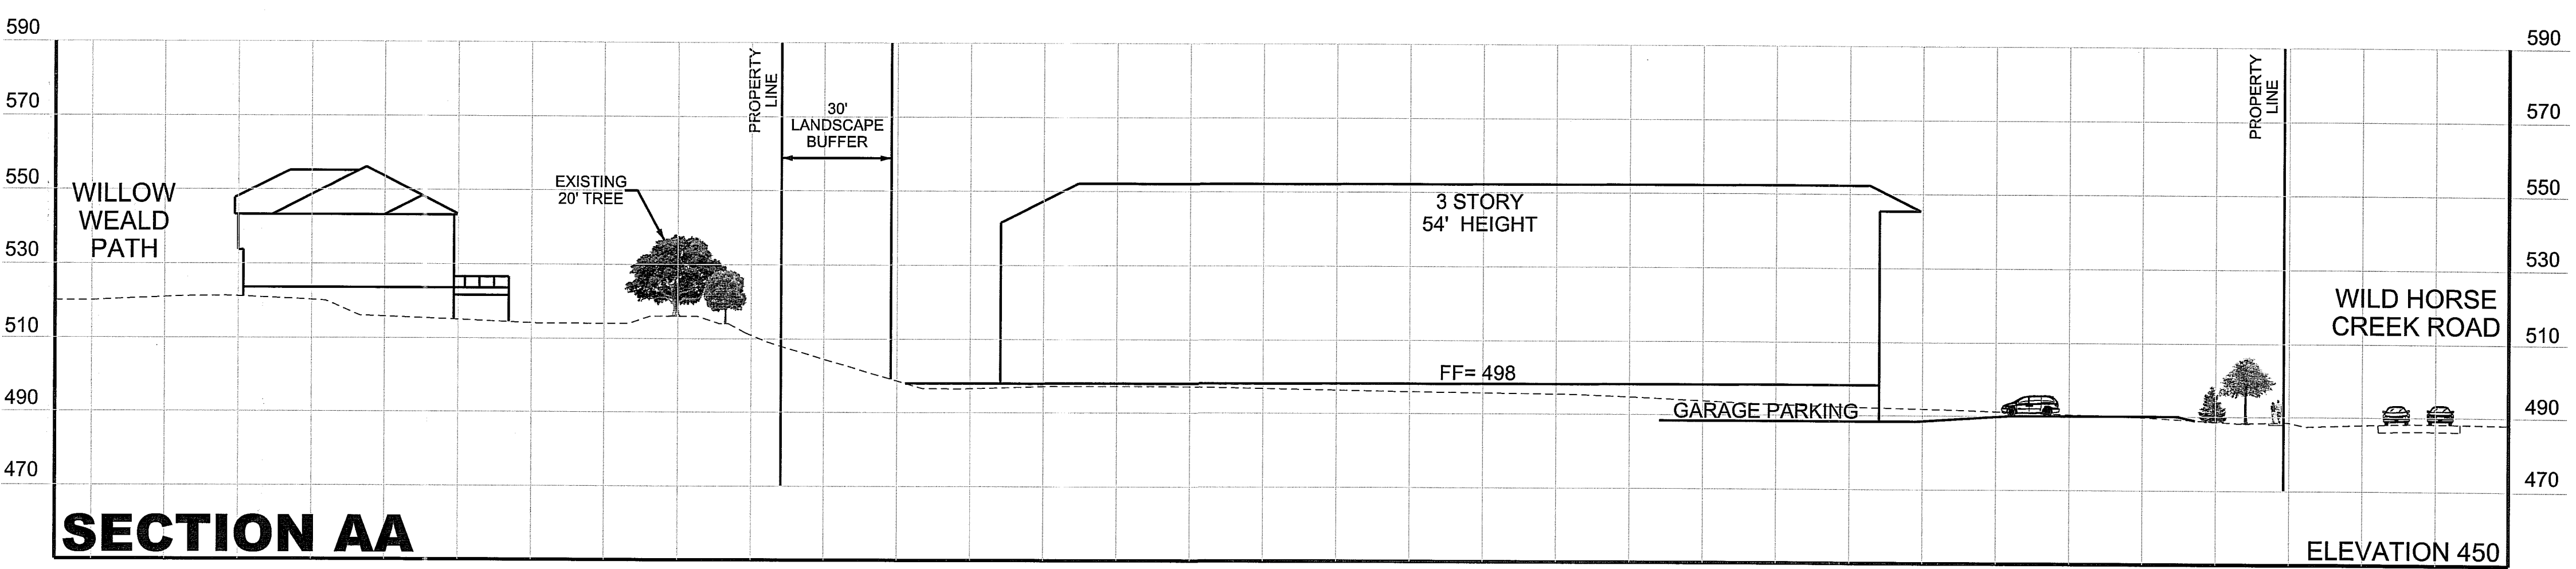 590
570
550
530
510
490
470
WILLOW
WEALD
PATH
EXISTING
20' TREE
PROPERTY
LINE
30'
LANDSCAPE
BUFFER
3 STORY
54' HEIGHT
FF= 498
GARAGE PARKING
PROPERTY
LINE
WILD HORSE
CREEK ROAD
590
570
550
530
510
490
470
SECTION AA
ELEVATION 450